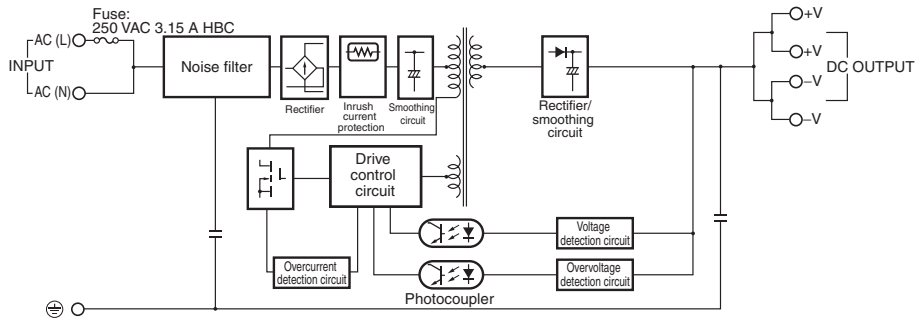 Fuse:
250 VAC 3.15 A HBC
AC (L)
INPUT
AC (N)
Noise filter
Rectifier
Inrush
current
protection
Smoothing
circuit
Rectifier/
smoothing
circuit
+V
+V
DC OUTPUT
–V
–V
Drive
control
circuit
Overcurrent
detection circuit
Voltage
detection circuit
Overvoltage
detection circuit
Photocoupler